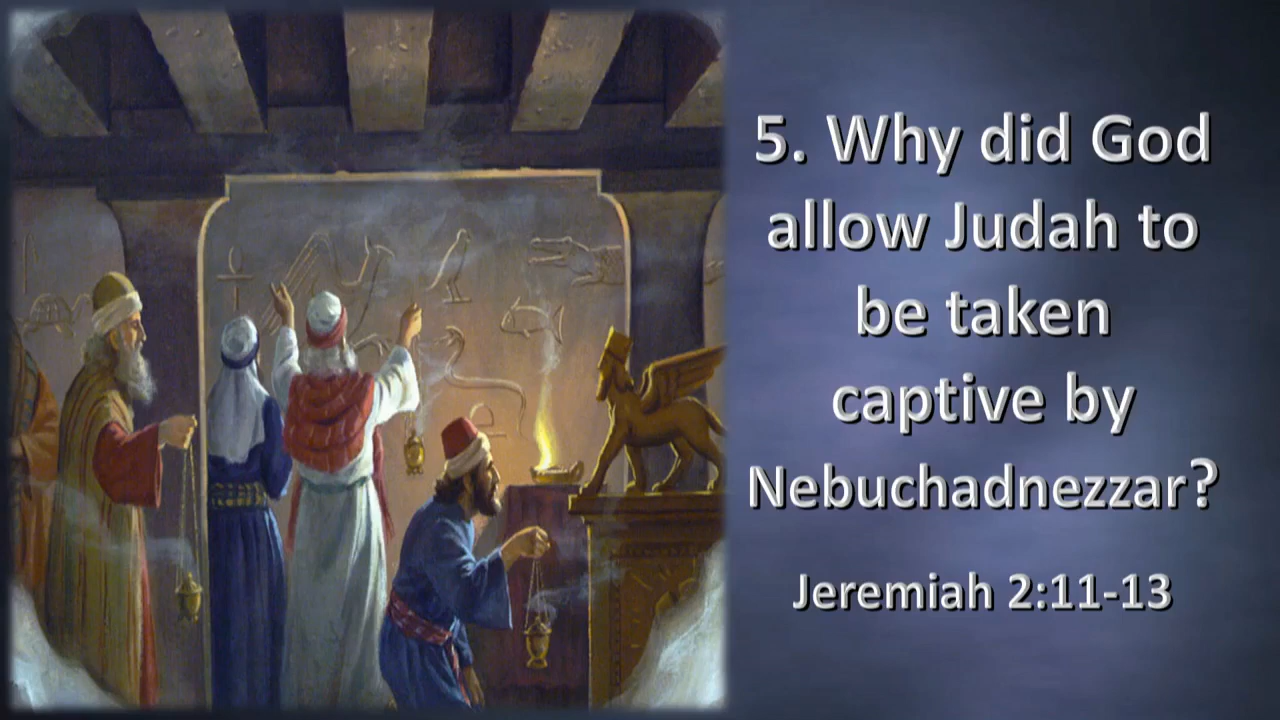 5. Why did God
allow Judah to
be taken
captive by
Nebuchadnezzar?
Jeremiah 2:11-13